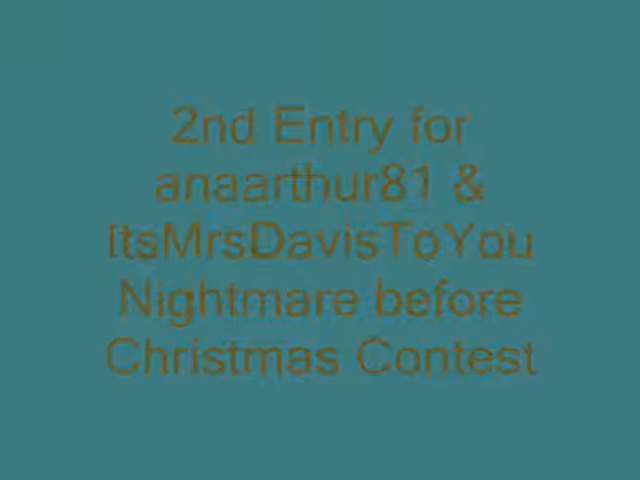 2nd Entry for
anaarthur81 &
ItsMrsDavisToYou
Nightmare before
Christmas Contest